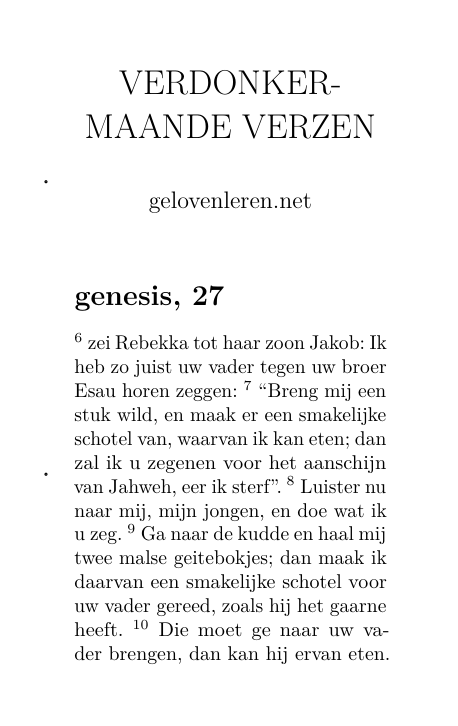 VERDONKER-
MAANDE VERZEN
gelovenleren.net
genesis, 27
⁶ zei Rebekka tot haar zoon Jakob: Ik
heb zo juist uw vader tegen uw broer
Esau horen zeggen: ⁷ “Breng mij een
stuk wild, en maak er een smakelijke
schotel van, waarvan ik kan eten; dan
zal ik u zegenen voor het aanschijn
van Jahweh, eer ik sterf”. ⁸ Luister nu
naar mij, mijn jongen, en doe wat ik
u zeg. ⁹ Ga naar de kudde en haal mij
twee malse geitebokjes; dan maak ik
daarvan een smakelijke schotel voor
uw vader gereed, zoals hij het gaarne
heeft. ¹⁰ Die moet ge naar uw va-
der brengen, dan kan hij ervan eten.